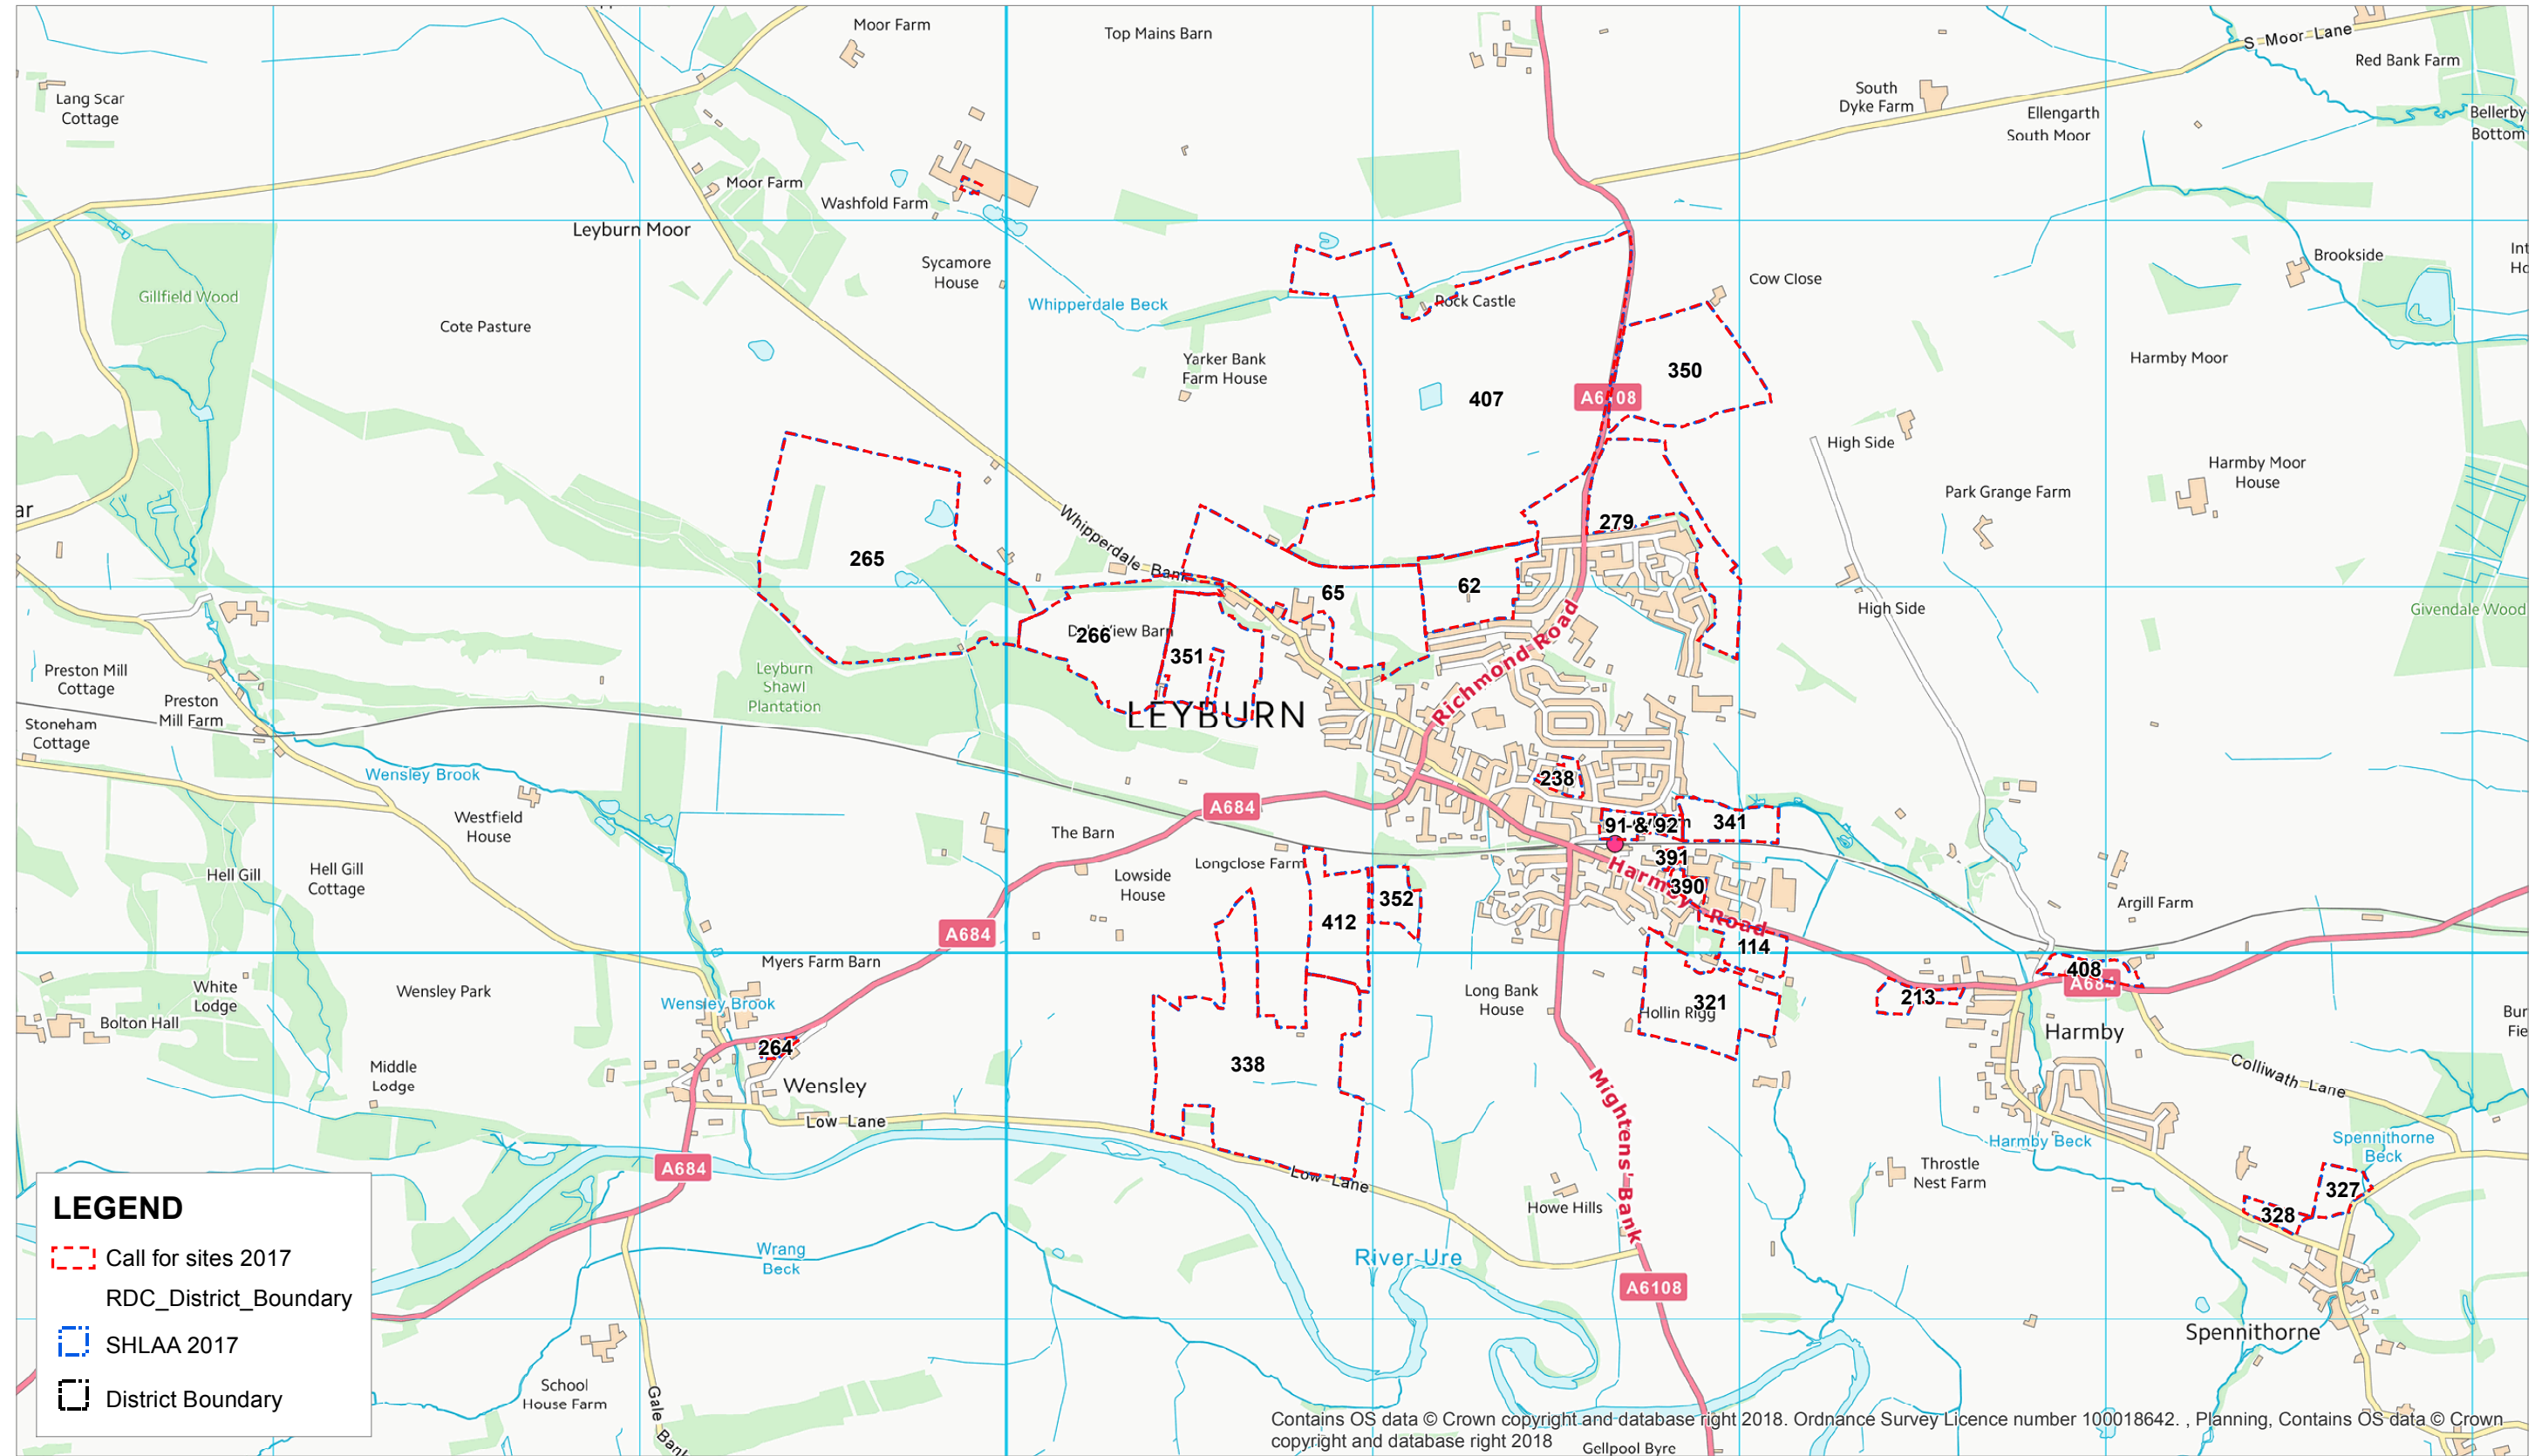 Moor Farm
Top Mains Barn
S Moor Lane
Red Bank Farm
Lang Scar
Cottage
South
Dyke Farm
Ellengarth
South Moor
Bellerby
Bottom
Moor Farm
Washfold Farm
Leyburn Moor
Sycamore
House
Whipperdale Beck
Rock Castle
Cow Close
Brookside
Gillfield Wood
Cote Pasture
Yarker Bank
Farm House
407
A6108
350
Harmby Moor
High Side
Harmby Moor
House
Park Grange Farm
ar
Whipperdale Bank
279
265
65
62
High Side
Givendale Wood
266
351
Richmond Road
Leyburn
Shawl
Plantation
LEYBURN
Preston Mill
Cottage
Preston
Mill Farm
Stoneham
Cottage
Wensley Brook
Westfield
House
238
A684
91 & 92
341
The Barn
Longclose Farm
391
390
Harmby Road
Hell Gill
Hell Gill
Cottage
Lowside
House
352
412
114
Argill Farm
A684
Myers Farm Barn
408
A684
213
White
Lodge
Wensley Park
Wensley Brook
Bolton Hall
Long Bank
House
Hollin Rigg
321
Harmby
264
Middle
Lodge
Wensley
338
Mightens' Bank
Colliwath Lane
Low Lane
Harmby Beck
Spennithorne
Beck
A684
Low Lane
Throstle
Nest Farm
327
328
Howe Hills
Wrang
Beck
River Ure
A6108
Spennithorne
School
House Farm
Gale Bank
Gellpool Byre
LEGEND
Call for sites 2017
RDC_District_Boundary
SHLAA 2017
District Boundary
Contains OS data © Crown copyright and database right 2018. Ordnance Survey Licence number 100018642. , Planning, Contains OS data © Crown
copyright and database right 2018